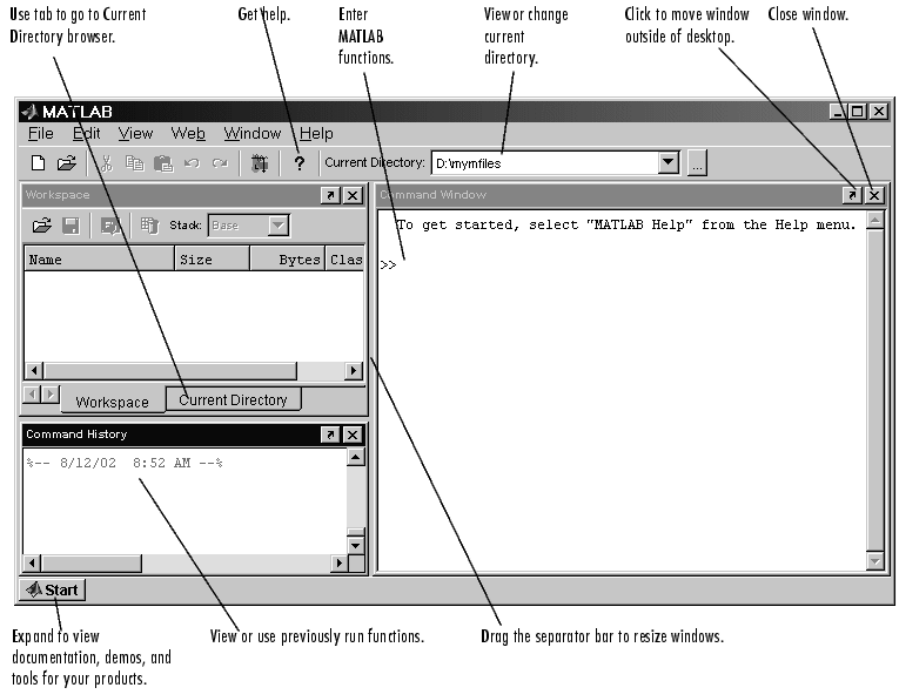 Use tab to go to Current
Directory browser.
Get help.
Enter
MATLAB
functions.
View or change
current
directory.
Click to move window
outside of desktop.
Close window.
MATLAB
File Edit View Web Window Help
? Current Directory: D:\mymfiles ...
Workspace
Stack: Base
Name Size Bytes Clas
Workspace Current Directory
Command History
%-- 8/12/02 8:52 AM --%
Command Window
To get started, select "MATLAB Help" from the Help menu.
>>
Start
Expand to view
documentation, demos, and
tools for your products.
View or use previously run functions.
Drag the separator bar to resize windows.